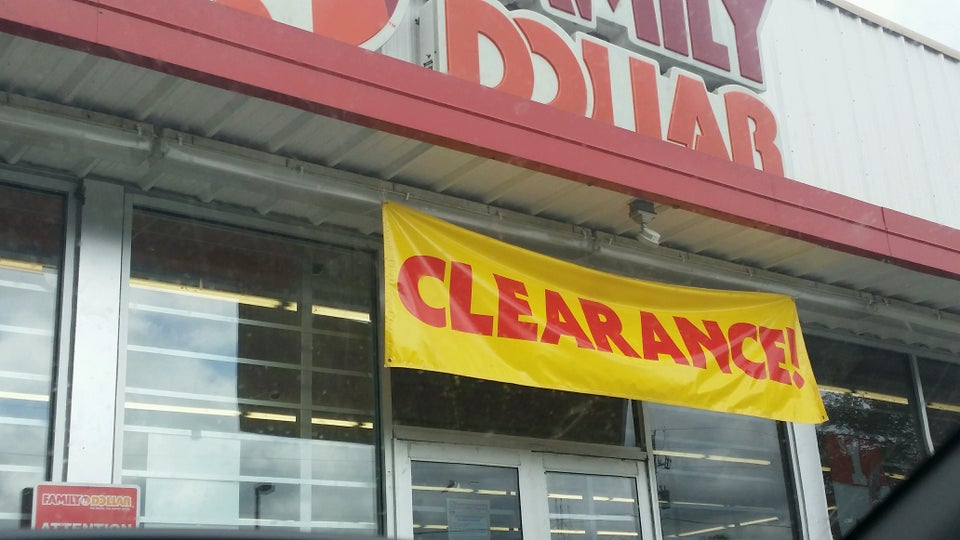 FAMILY
DOLLAR
CLEARANCE!
FAMILY DOLLAR
ATTENTION